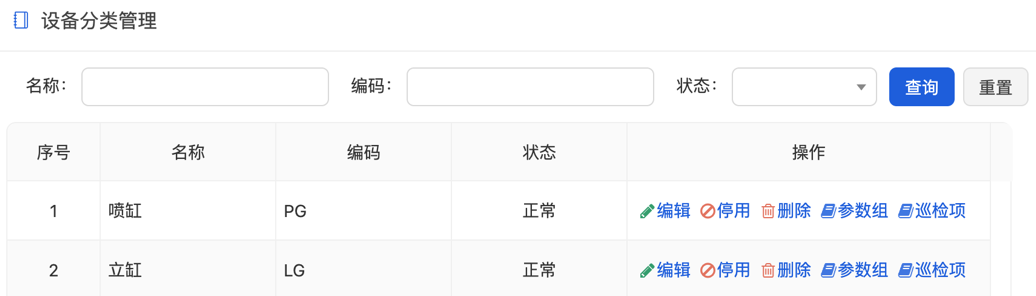 设备分类管理
名称： 编码： 状态： 查询 重置
序号 名称 编码 状态 操作
1 喷缸 PG 正常 编辑 停用 删除 参数组 巡检项
2 立缸 LG 正常 编辑 停用 删除 参数组 巡检项